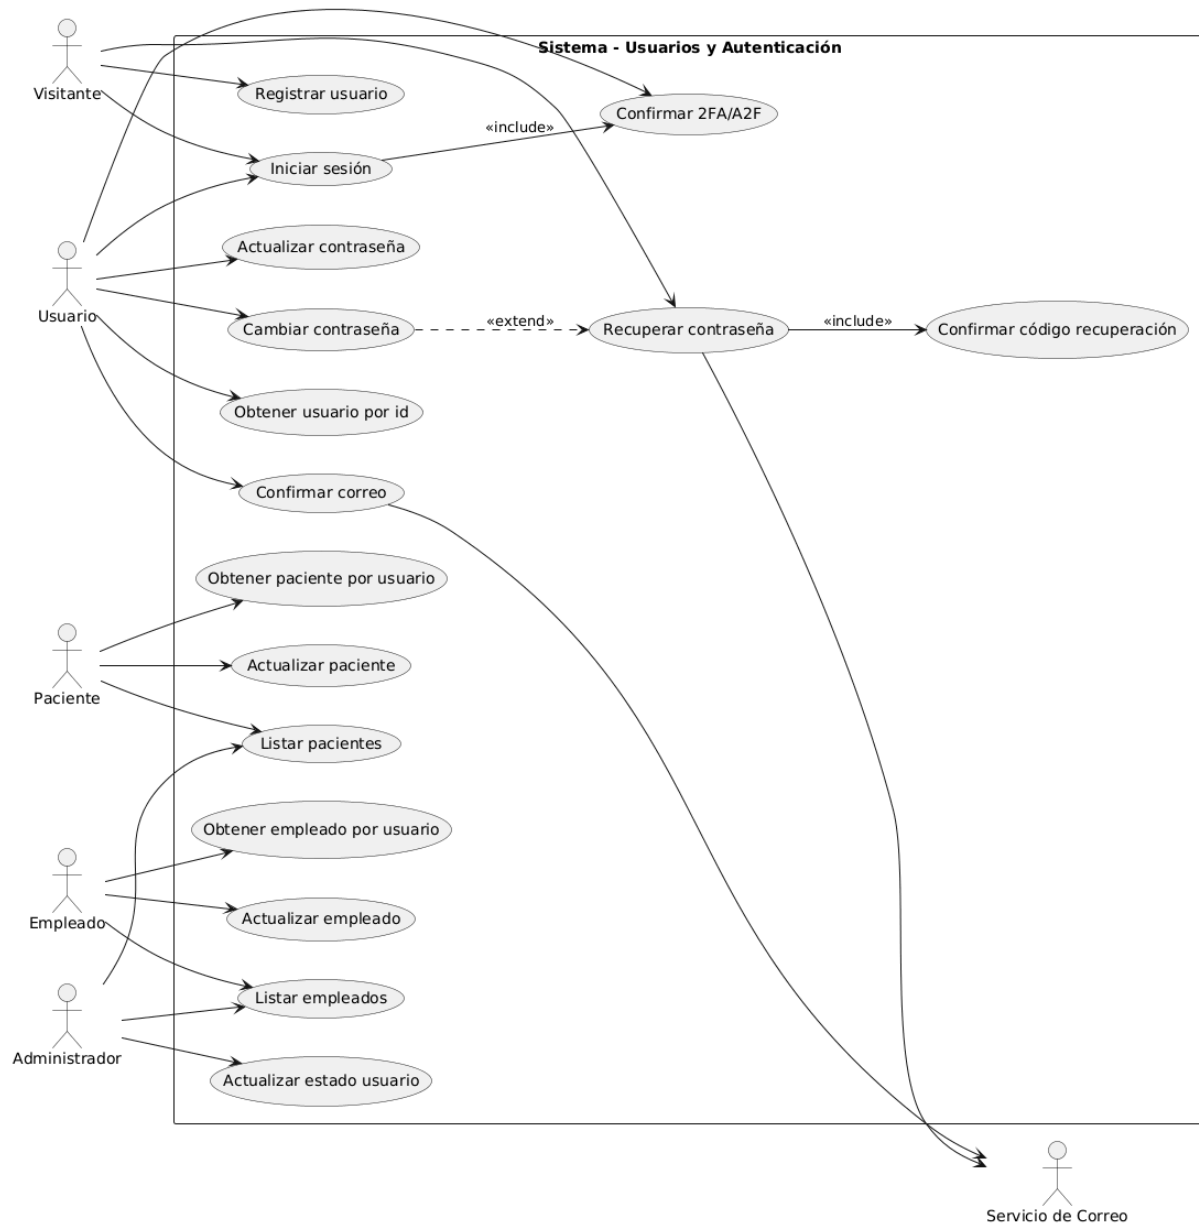 Sistema - Usuarios y Autenticación
Visitante
Registrar usuario
Confirmar 2FA/A2F
«include»
Iniciar sesión
Actualizar contraseña
Usuario
Cambiar contraseña
«extend»
Recuperar contraseña
«include»
Confirmar código recuperación
Obtener usuario por id
Confirmar correo
Obtener paciente por usuario
Actualizar paciente
Paciente
Listar pacientes
Obtener empleado por usuario
Actualizar empleado
Empleado
Listar empleados
Administrador
Actualizar estado usuario
Servicio de Correo